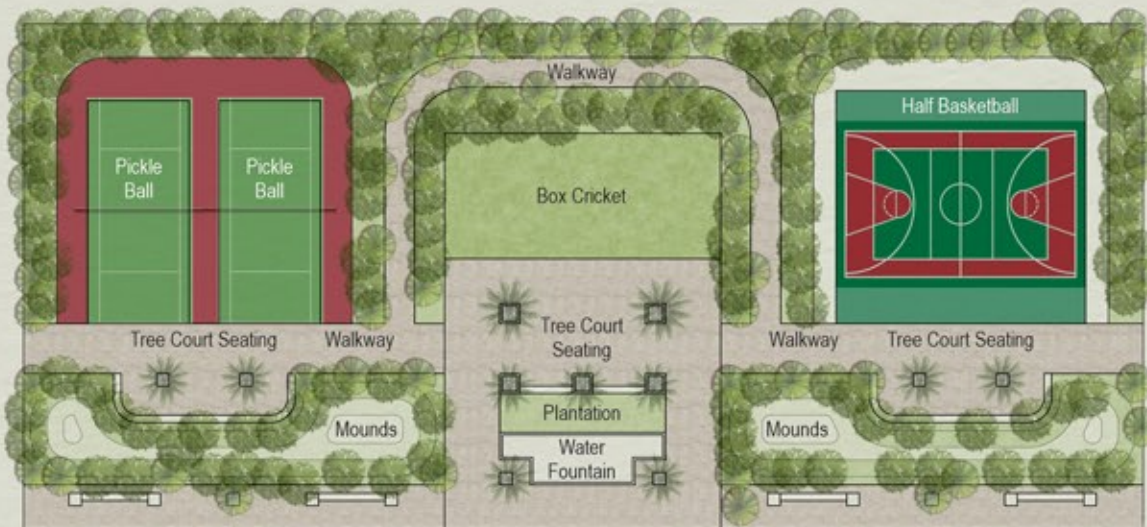 Walkway
Half Basketball
Pickle
Ball
Pickle
Ball
Box Cricket
Tree Court Seating
Walkway
Tree Court
Seating
Walkway
Tree Court Seating
Plantation
Mounds
Water
Fountain
Mounds